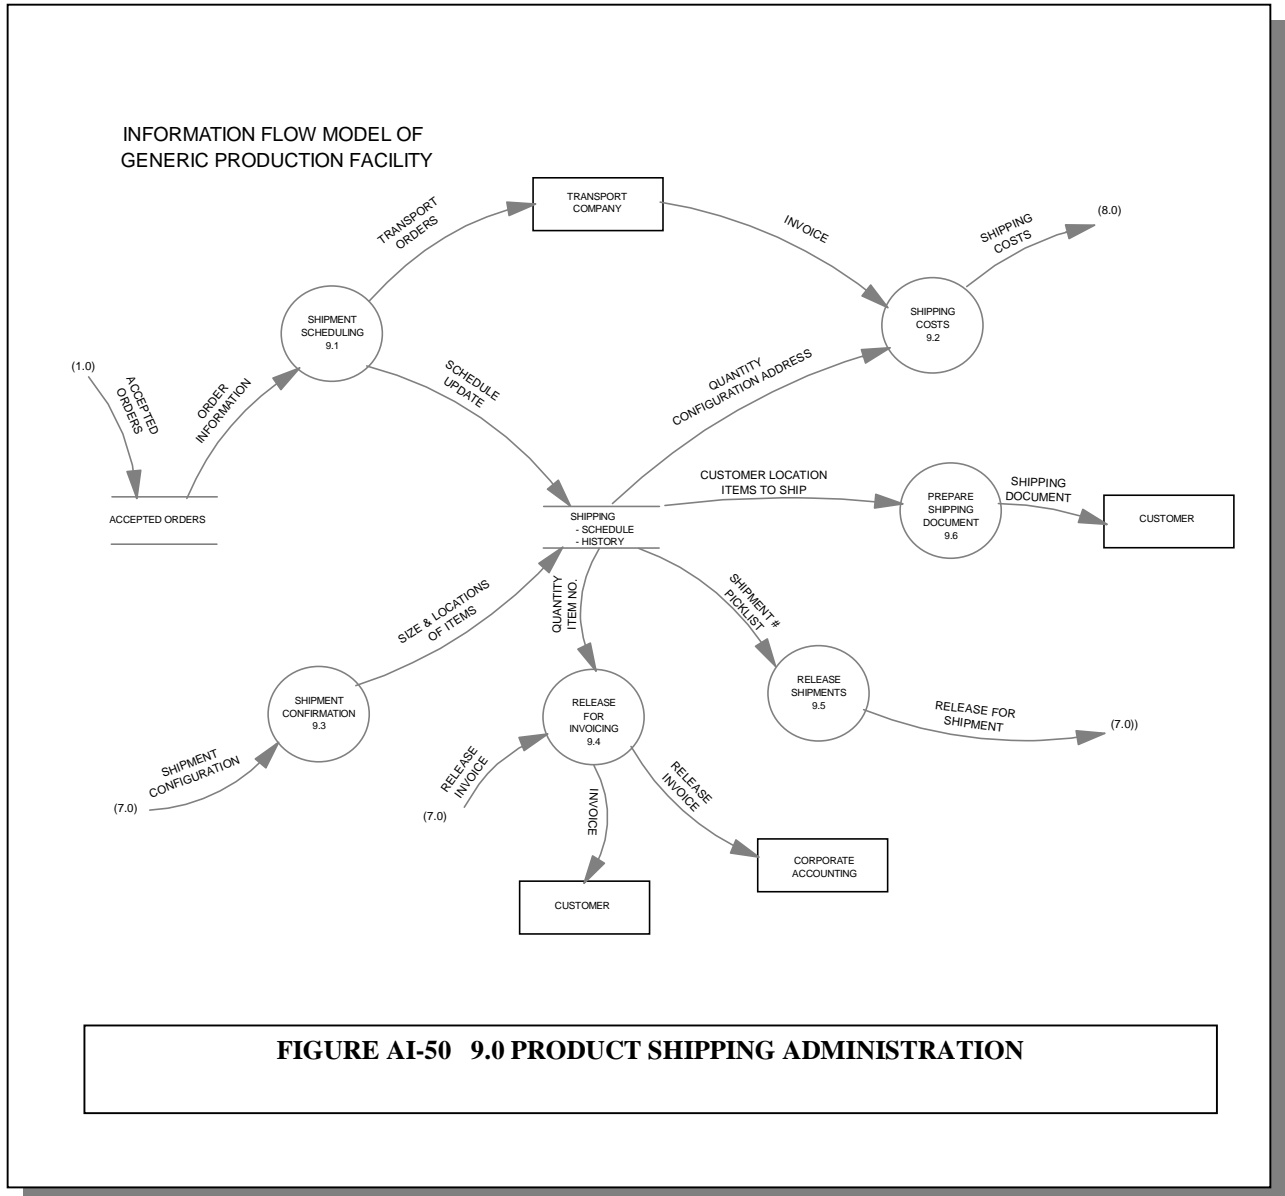 INFORMATION FLOW MODEL OF
GENERIC PRODUCTION FACILITY
TRANSPORT
COMPANY
TRANSPORT
ORDERS
INVOICE
SHIPPING
COSTS
(8.0)
SHIPMENT
SCHEDULING
9.1
SHIPPING
COSTS
9.2
(1.0)
ACCEPTED
ORDERS
ORDER
INFORMATION
SCHEDULE
UPDATE
QUANTITY
CONFIGURATION ADDRESS
ACCEPTED ORDERS
CUSTOMER LOCATION
ITEMS TO SHIP
PREPARE
SHIPPING
DOCUMENT
9.6
SHIPPING
DOCUMENT
CUSTOMER
SHIPPING
- SCHEDULE
- HISTORY
SIZE & LOCATIONS
OF ITEMS
QUANTITY
ITEM NO.
SHIPMENT #
PICKLIST
SHIPMENT
CONFIRMATION
9.3
RELEASE
FOR
INVOICING
9.4
RELEASE
SHIPMENTS
9.5
RELEASE FOR
SHIPMENT
(7.0))
SHIPMENT
CONFIGURATION
(7.0)
RELEASE
INVOICE
(7.0)
INVOICE
RELEASE
INVOICE
CORPORATE
ACCOUNTING
CUSTOMER
FIGURE AI-50 9.0 PRODUCT SHIPPING ADMINISTRATION